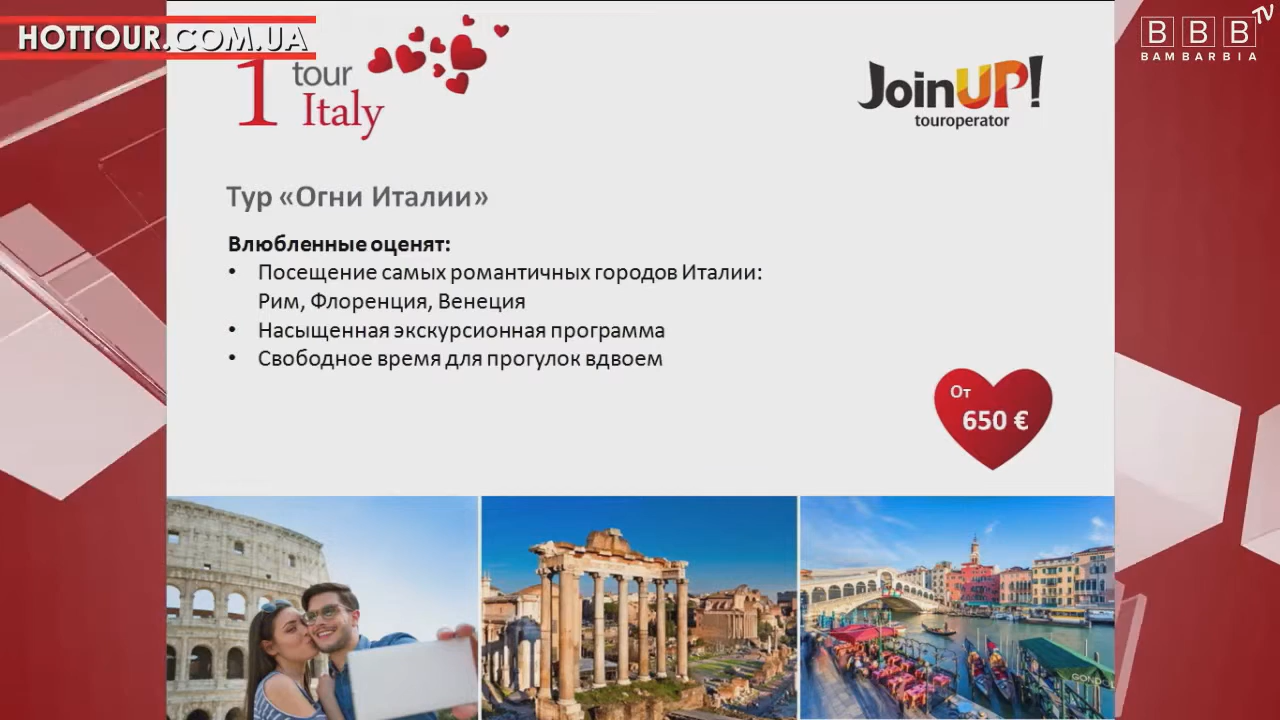 HOTTOUR.COM.UA
BBB TV
BAMBARBIA
1 tour
Italy
JoinUP!
touroperator
Тур «Огни Италии»
Влюбленные оценят:
• Посещение самых романтичных городов Италии:
Рим, Флоренция, Венеция
• Насыщенная экскурсионная программа
• Свободное время для прогулок вдвоем
От
650 €